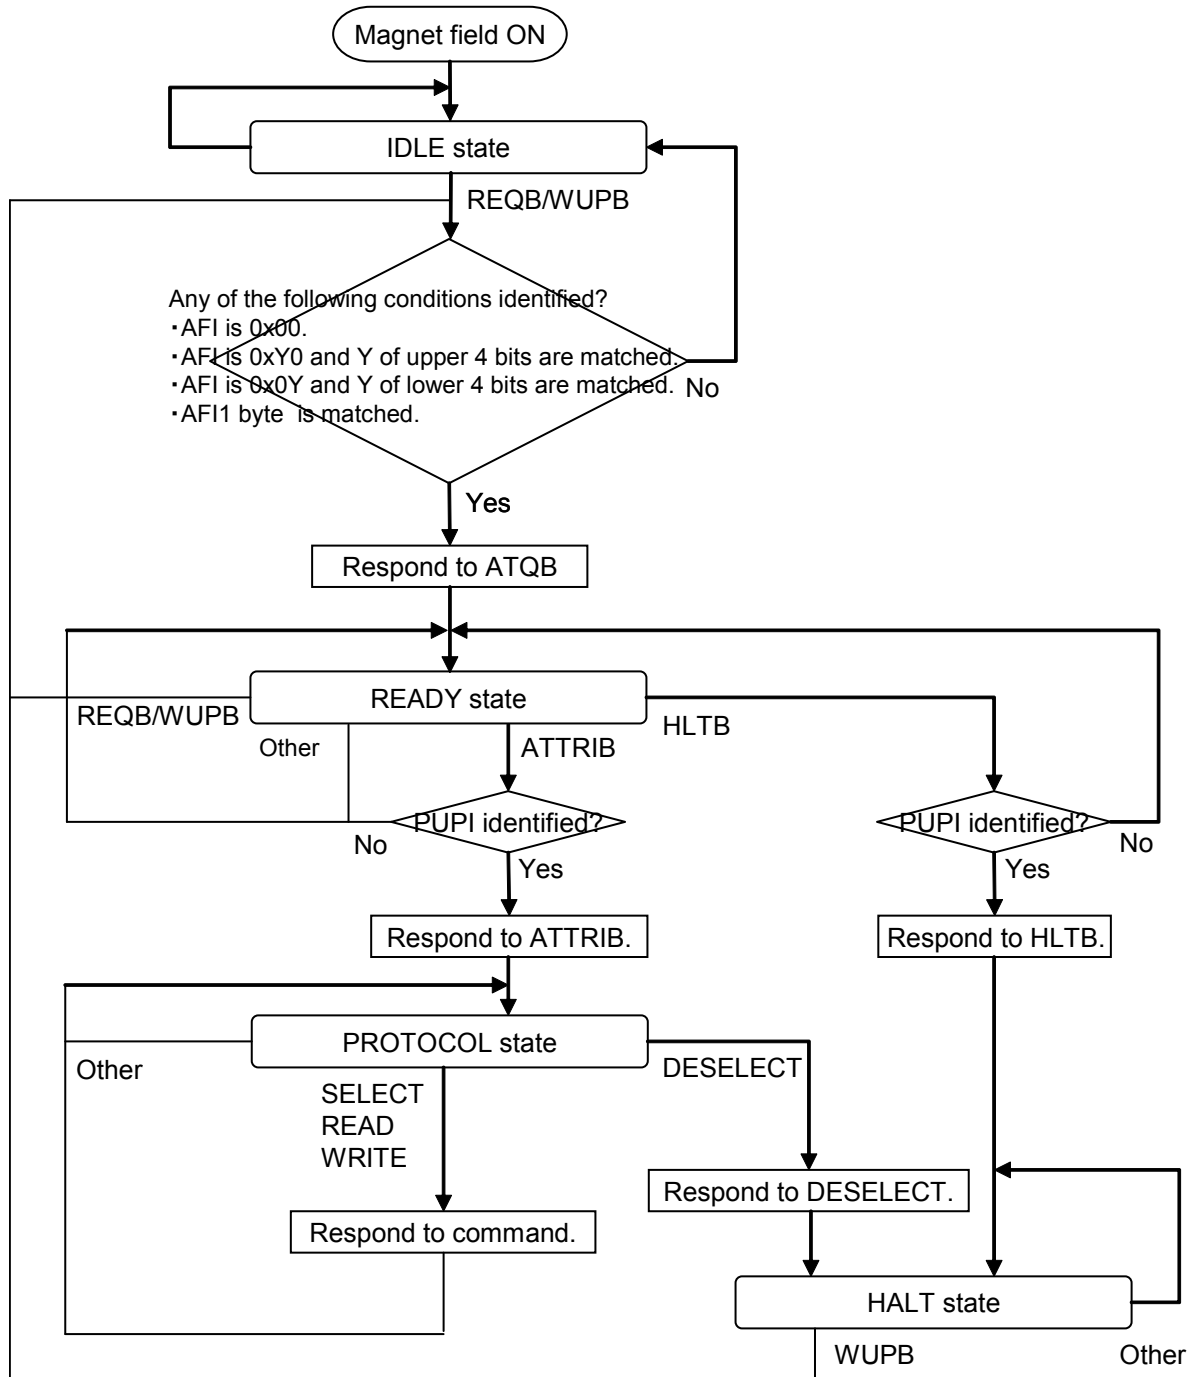 Magnet field ON
IDLE state
REQB/WUPB
Any of the following conditions identified?
・AFI is 0x00.
・AFI is 0xY0 and Y of upper 4 bits are matched.
・AFI is 0x0Y and Y of lower 4 bits are matched.
・AFI1 byte is matched.
No
Yes
Respond to ATQB
READY state
REQB/WUPB
Other
ATTRIB
HLTB
PUPI identified?
No
Yes
PUPI identified?
No
Yes
Respond to ATTRIB.
Respond to HLTB.
PROTOCOL state
Other
SELECT
READ
WRITE
DESELECT
Respond to DESELECT.
Respond to command.
HALT state
WUPB
Other